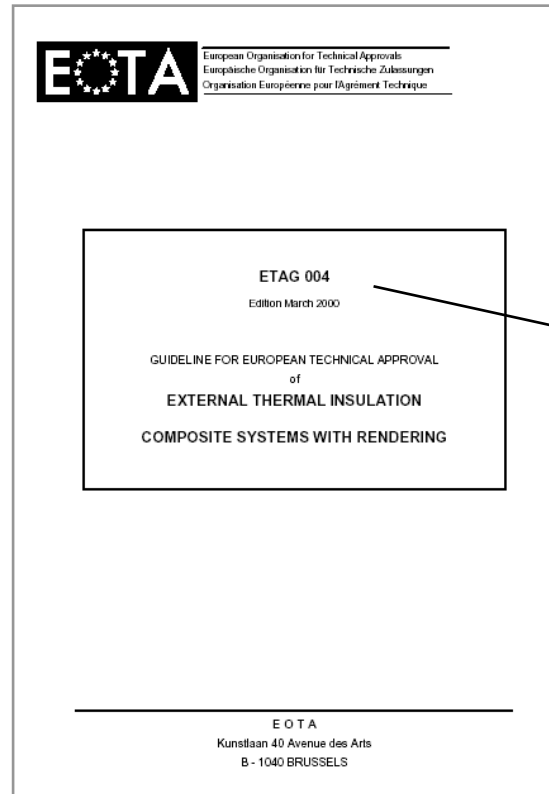 EOTA
European Organisation for Technical Approvals
Europäische Organisation für Technische Zulassungen
Organisation Européenne pour l'Agrément Technique
ETAG 004
Edition March 2000
GUIDELINE FOR EUROPEAN TECHNICAL APPROVAL
of
EXTERNAL THERMAL INSULATION
COMPOSITE SYSTEMS WITH RENDERING
E O T A
Kunstlaan 40 Avenue des Arts
B - 1040 BRUSSELS